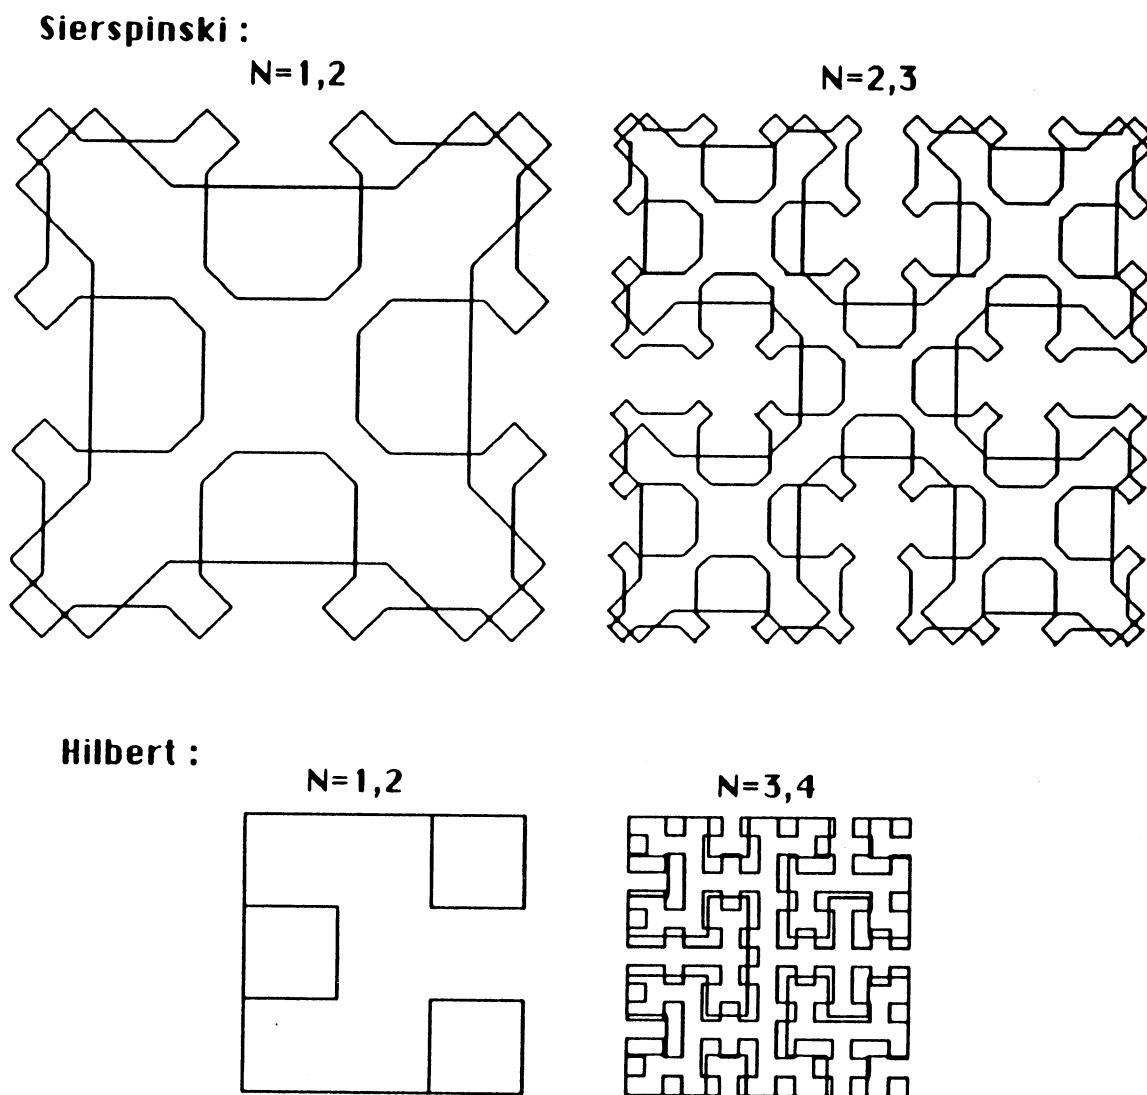 Sierspinski :
N=1,2
N=2,3
Hilbert :
N=1,2
N=3,4